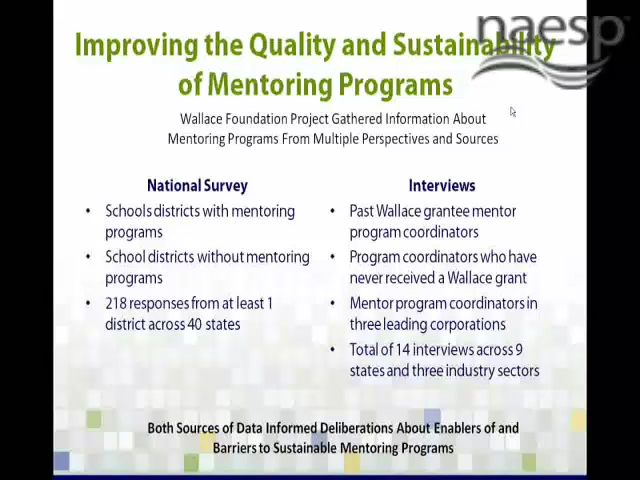 naesp
Improving the Quality and Sustainability
of Mentoring Programs
Wallace Foundation Project Gathered Information About
Mentoring Programs From Multiple Perspectives and Sources
National Survey
• Schools districts with mentoring
programs
• School districts without mentoring
programs
• 218 responses from at least 1
district across 40 states
Interviews
• Past Wallace grantee mentor
program coordinators
• Program coordinators who have
never received a Wallace grant
• Mentor program coordinators in
three leading corporations
• Total of 14 interviews across 9
states and three industry sectors
Both Sources of Data Informed Deliberations About Enablers of and
Barriers to Sustainable Mentoring Programs